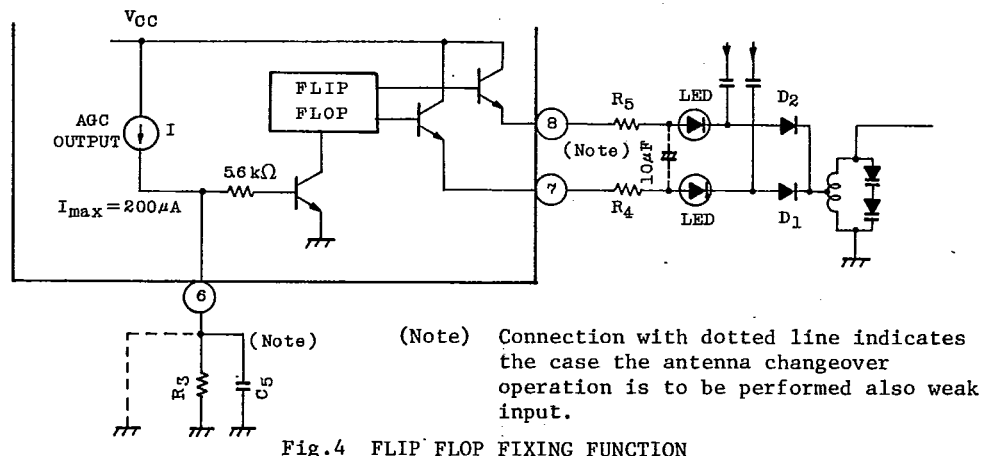 VCC
AGC
OUTPUT
I
Imax=200μA
5.6kΩ
FLIP
FLOP
8
(Note)
7
R5
R4
10μF
LED
LED
D2
D1
6
(Note)
R3
C5
(Note) Connection with dotted line indicates
the case the antenna changeover
operation is to be performed also weak
input.
Fig.4 FLIP FLOP FIXING FUNCTION